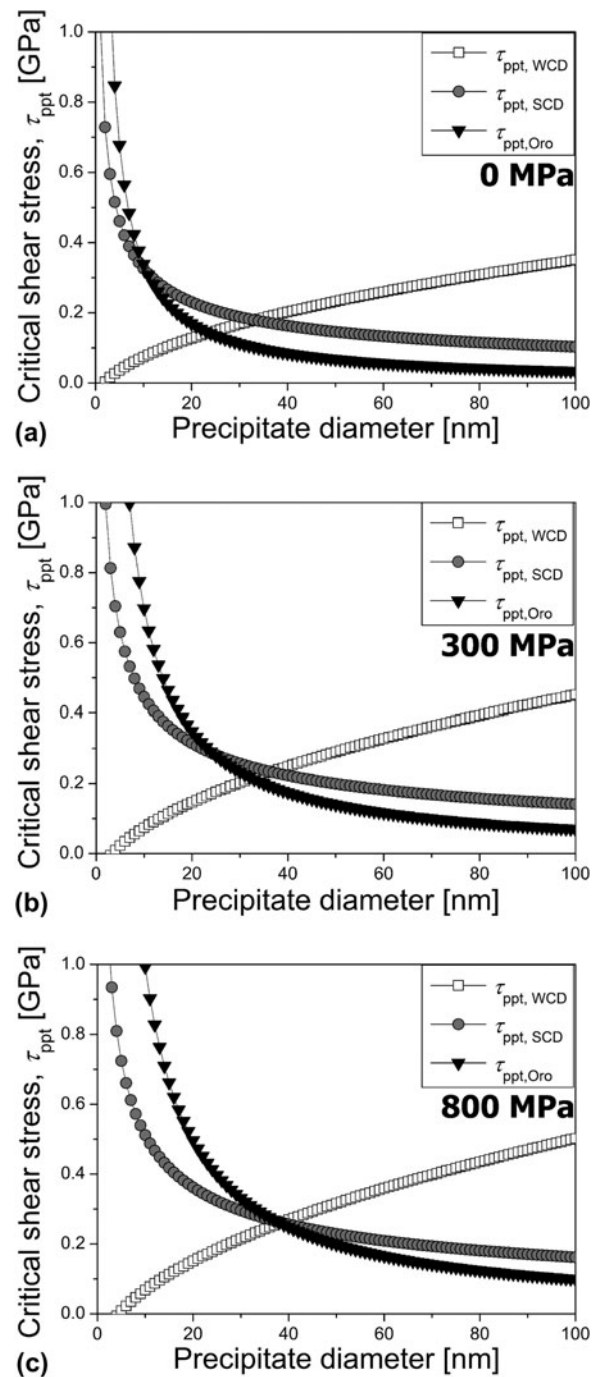 Critical shear stress, τppt [GPa]
1.0
0.8
0.6
0.4
0.2
0.0
τppt, WCD
τppt, SCD
τppt,Oro
0 MPa
0 20 40 60 80 100
Precipitate diameter [nm]
(a)
Critical shear stress, τppt [GPa]
1.0
0.8
0.6
0.4
0.2
0.0
τppt, WCD
τppt, SCD
τppt,Oro
300 MPa
0 20 40 60 80 100
Precipitate diameter [nm]
(b)
Critical shear stress, τppt [GPa]
1.0
0.8
0.6
0.4
0.2
0.0
τppt, WCD
τppt, SCD
τppt,Oro
800 MPa
0 20 40 60 80 100
Precipitate diameter [nm]
(c)